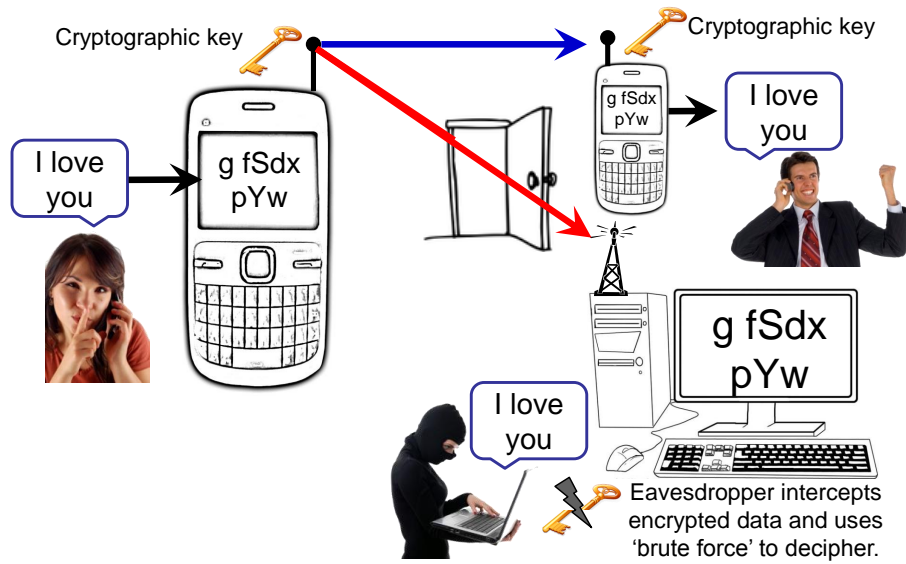 Cryptographic key
Cryptographic key
I love
you
g fSdx
pYw
g fSdx
pYw
I love
you
g fSdx
pYw
I love
you
Eavesdropper intercepts
encrypted data and uses
‘brute force’ to decipher.